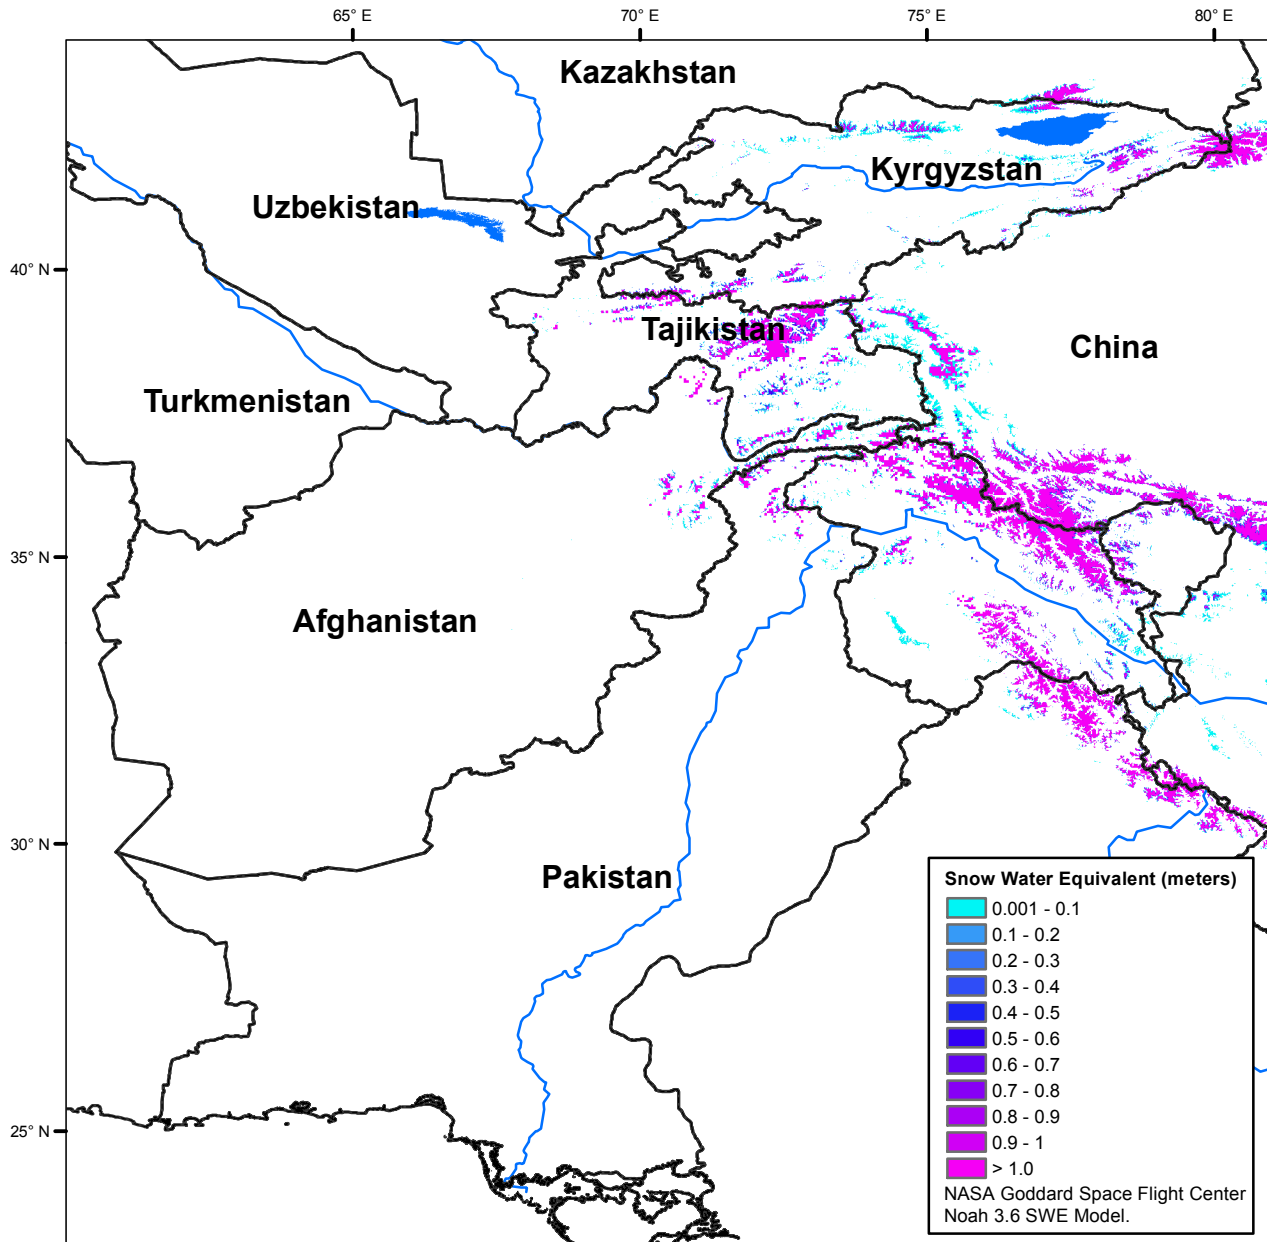 65° E
70° E
75° E
80° E
Kazakhstan
Kyrgyzstan
Uzbekistan
40° N
Tajikistan
China
Turkmenistan
35° N
Afghanistan
30° N
Pakistan
25° N
Snow Water Equivalent (meters)
0.001 - 0.1
0.1 - 0.2
0.2 - 0.3
0.3 - 0.4
0.4 - 0.5
0.5 - 0.6
0.6 - 0.7
0.7 - 0.8
0.8 - 0.9
0.9 - 1
> 1.0
NASA Goddard Space Flight Center
Noah 3.6 SWE Model.